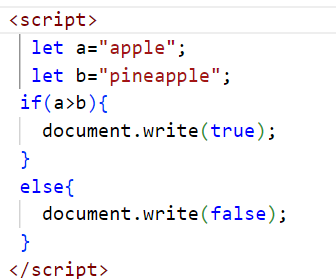 <script>
let a="apple";
let b="pineapple";
if(a>b){
document.write(true);
}
else{
document.write(false);
}
</script>